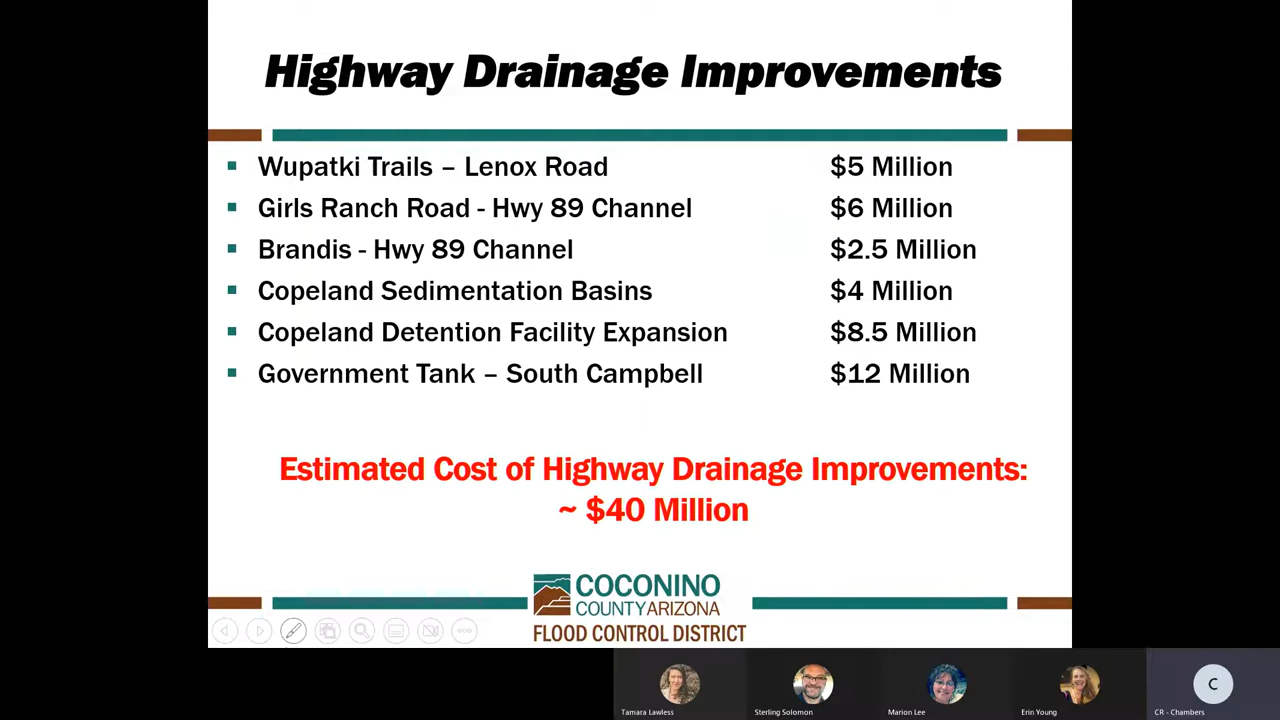 Highway Drainage Improvements
Wupatki Trails – Lenox Road $5 Million
Girls Ranch Road - Hwy 89 Channel $6 Million
Brandis - Hwy 89 Channel $2.5 Million
Copeland Sedimentation Basins $4 Million
Copeland Detention Facility Expansion $8.5 Million
Government Tank – South Campbell $12 Million
Estimated Cost of Highway Drainage Improvements:
~ $40 Million
COCONINO
COUNTY ARIZONA
FLOOD CONTROL DISTRICT
C
Tamara Lawless Sterling Solomon Marion Lee Erin Young CR - Chambers